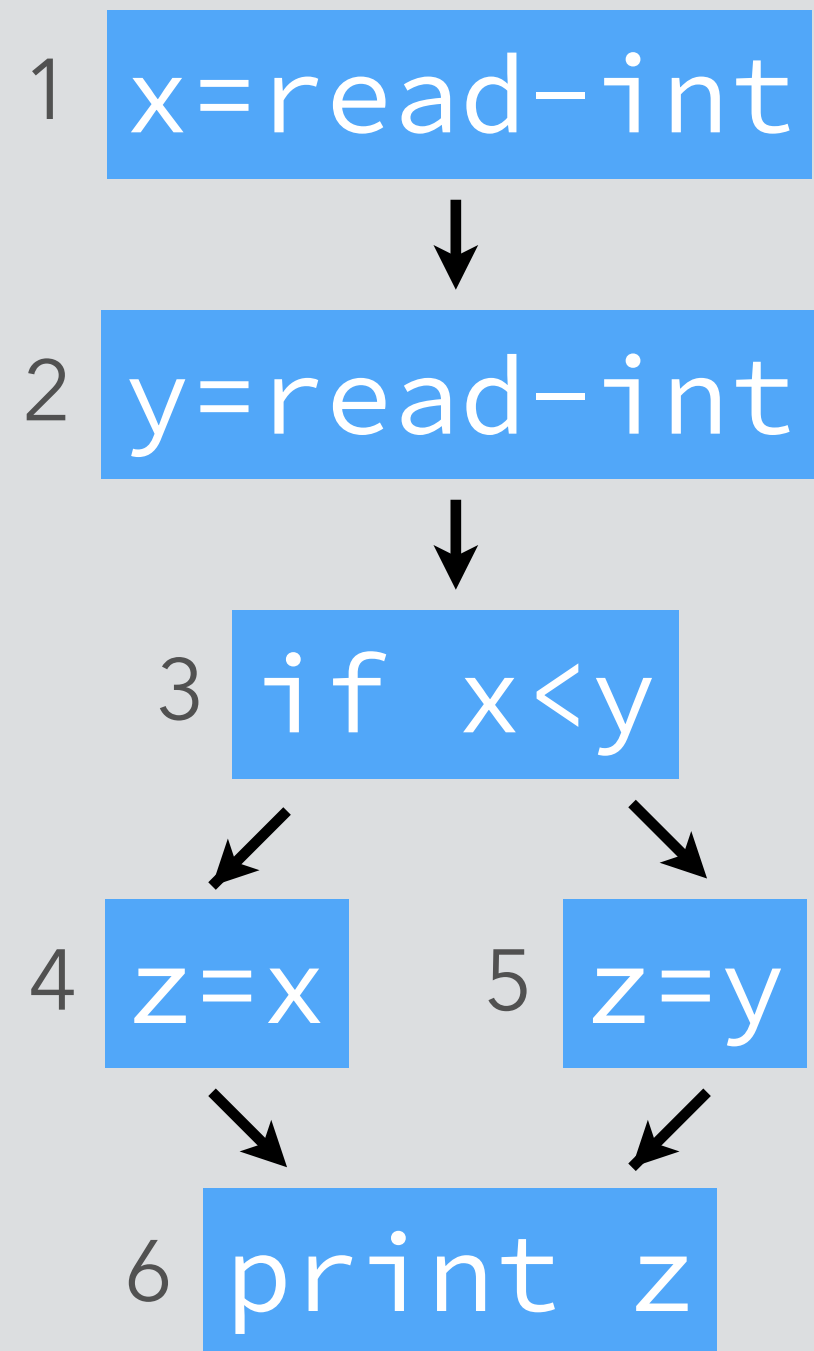 1 x=read-int
2 y=read-int
3 if x<y
4 z=x 5 z=y
6 print z